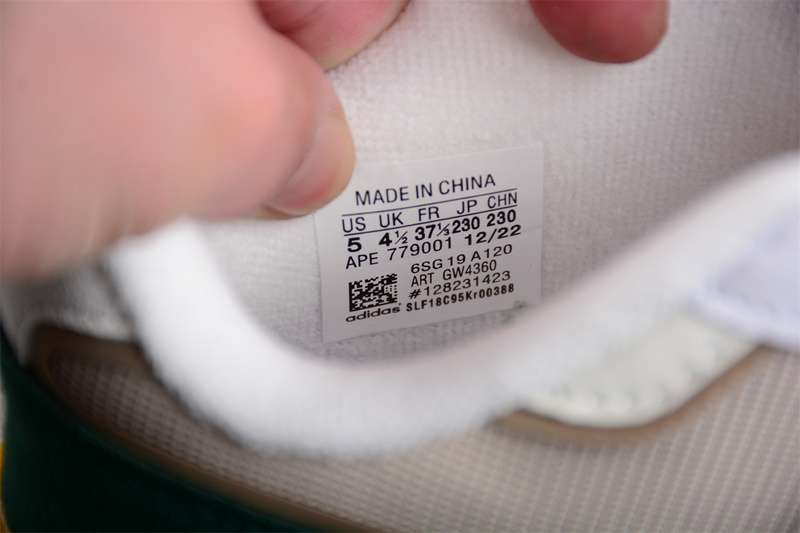 MADE IN CHINA
US UK FR JP CHN
5 4½ 37⅓ 230 230
APE 779001 12/22
6SG 19 A120
ART GW4360
#128231423
adidas SLF18C95Kr00388